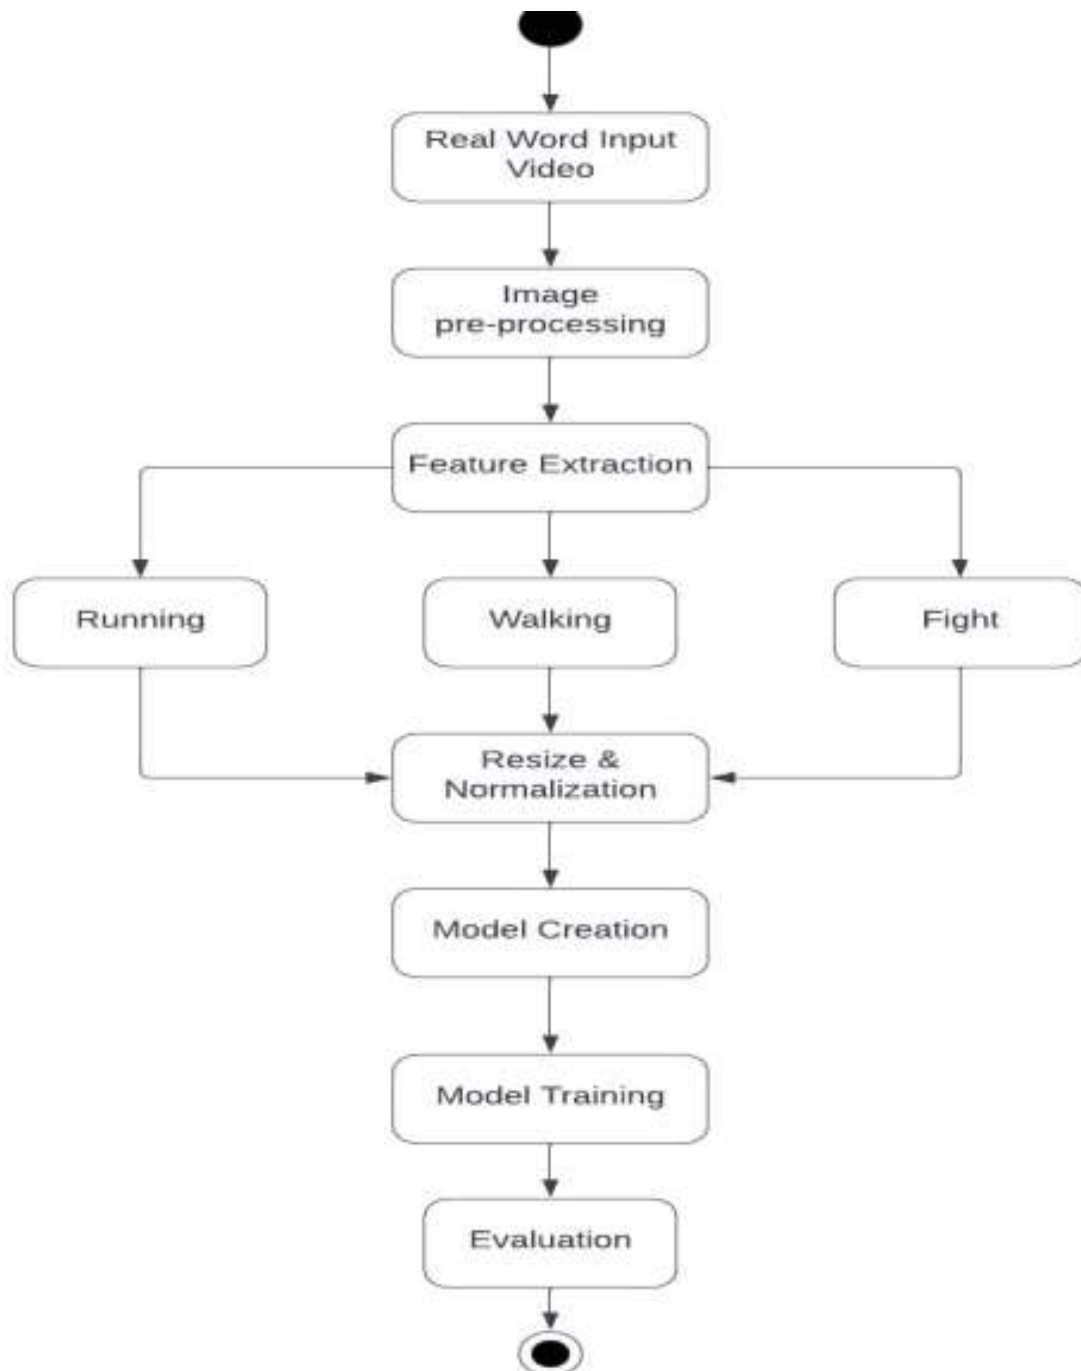 Real Word Input
Video
Image
pre-processing
Feature Extraction
Running
Walking
Fight
Resize &
Normalization
Model Creation
Model Training
Evaluation